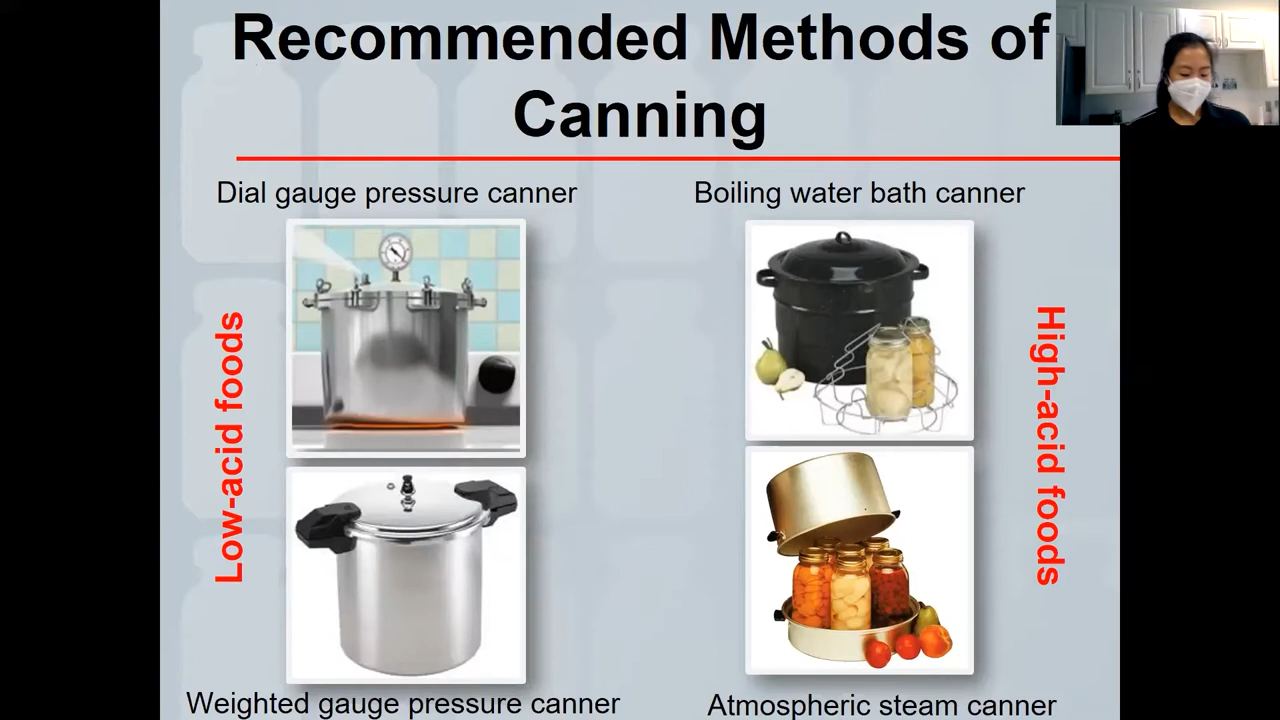 Recommended Methods of
Canning
Dial gauge pressure canner
Boiling water bath canner
Low-acid foods
High-acid foods
Weighted gauge pressure canner
Atmospheric steam canner